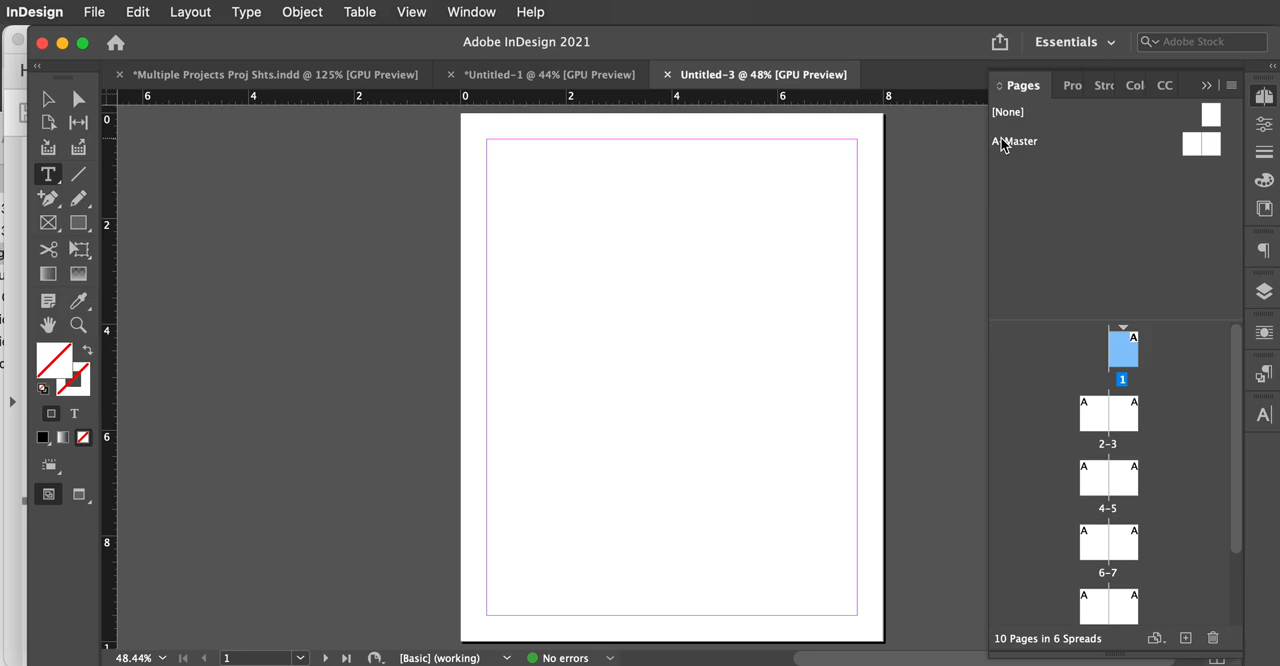 InDesign File Edit Layout Type Object Table View Window Help
Adobe InDesign 2021
Essentials
Adobe Stock
*Multiple Projects Proj Shts.indd @ 125% [GPU Preview]
*Untitled-1 @ 44% [GPU Preview]
Untitled-3 @ 48% [GPU Preview]
Pages Pro Stro Col CC
6 4 2 0 2 4 6 8
[None]
A-Master
0
2
4
6
8
1
T
T
A
1
A A
2-3
A A
4-5
A A
6-7
A A
10 Pages in 6 Spreads
48.44% 1 [Basic] (working) No errors